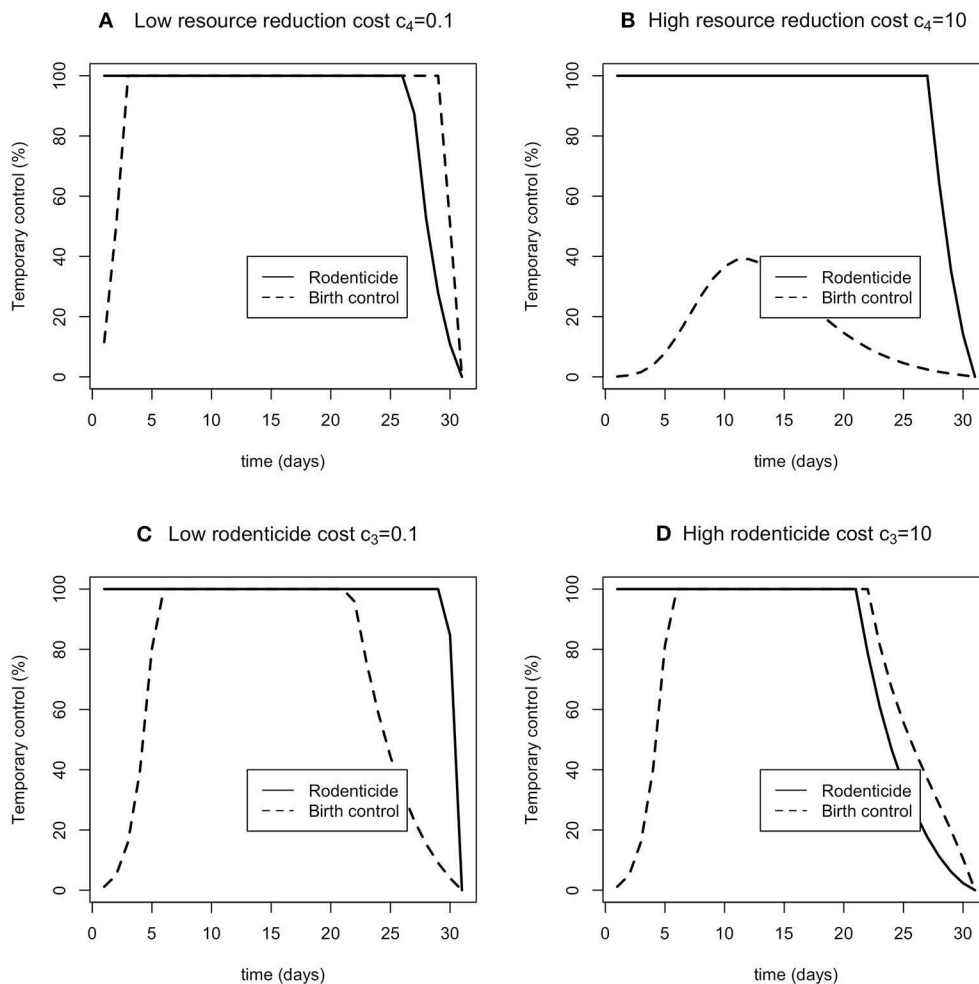 A Low resource reduction cost c₄=0.1
B High resource reduction cost c₄=10
Temporary control (%)
100
80
60
40
20
0
Rodenticide
Birth control
0 5 10 15 20 25 30
time (days)
Temporary control (%)
100
80
60
40
20
0
Rodenticide
Birth control
0 5 10 15 20 25 30
time (days)
C Low rodenticide cost c₃=0.1
D High rodenticide cost c₃=10
Temporary control (%)
100
80
60
40
20
0
Rodenticide
Birth control
0 5 10 15 20 25 30
time (days)
Temporary control (%)
100
80
60
40
20
0
Rodenticide
Birth control
0 5 10 15 20 25 30
time (days)